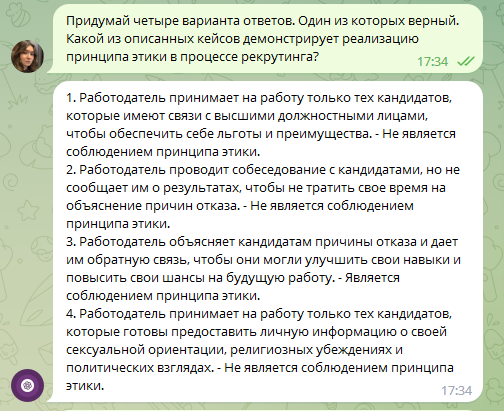 Придумай четыре варианта ответов. Один из которых верный.
Какой из описанных кейсов демонстрирует реализацию
принципа этики в процессе рекрутинга?
17:34
1. Работодатель принимает на работу только тех кандидатов,
которые имеют связи с высшими должностными лицами,
чтобы обеспечить себе льготы и преимущества. - Не является
соблюдением принципа этики.
2. Работодатель проводит собеседование с кандидатами, но не
сообщает им о результатах, чтобы не тратить свое время на
объяснение причин отказа. - Не является соблюдением
принципа этики.
3. Работодатель объясняет кандидатам причины отказа и дает
им обратную связь, чтобы они могли улучшить свои навыки и
повысить свои шансы на будущую работу. - Является
соблюдением принципа этики.
4. Работодатель принимает на работу только тех кандидатов,
которые готовы предоставить личную информацию о своей
сексуальной ориентации, религиозных убеждениях и
политических взглядах. - Не является соблюдением принципа
этики.
17:34